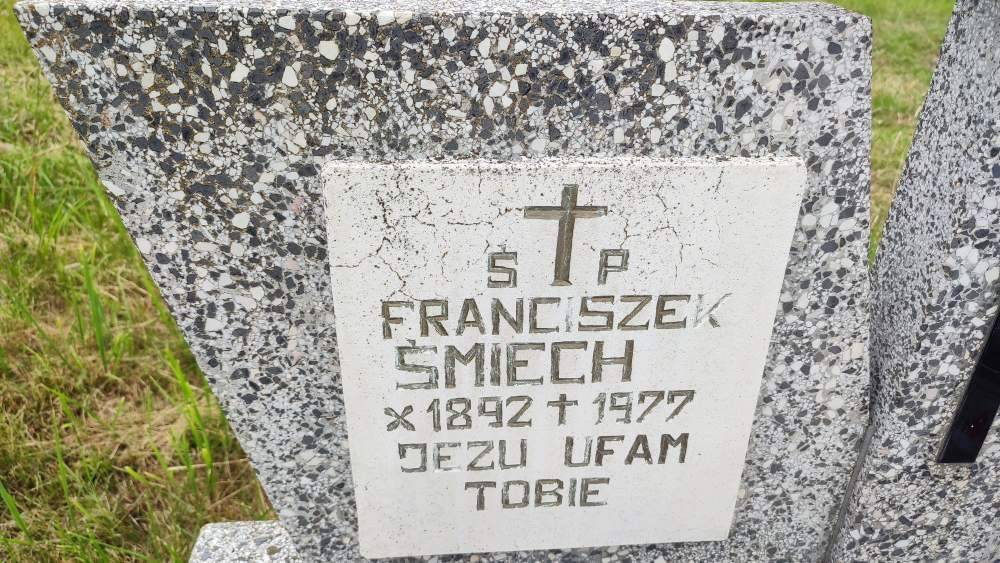 Ś P
FRANCISZEK
ŚMIECH
× 1892 † 1977
JEZU UFAM
TOBIE